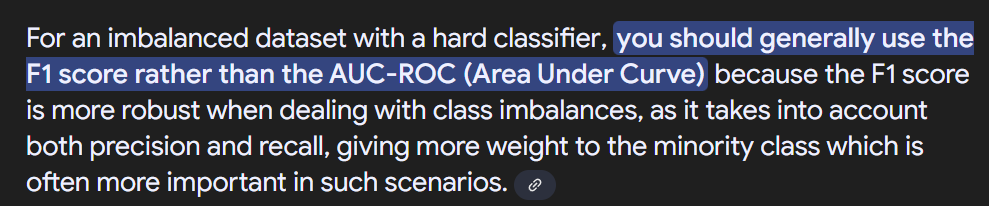 For an imbalanced dataset with a hard classifier, you should generally use the
F1 score rather than the AUC-ROC (Area Under Curve) because the F1 score
is more robust when dealing with class imbalances, as it takes into account
both precision and recall, giving more weight to the minority class which is
often more important in such scenarios.